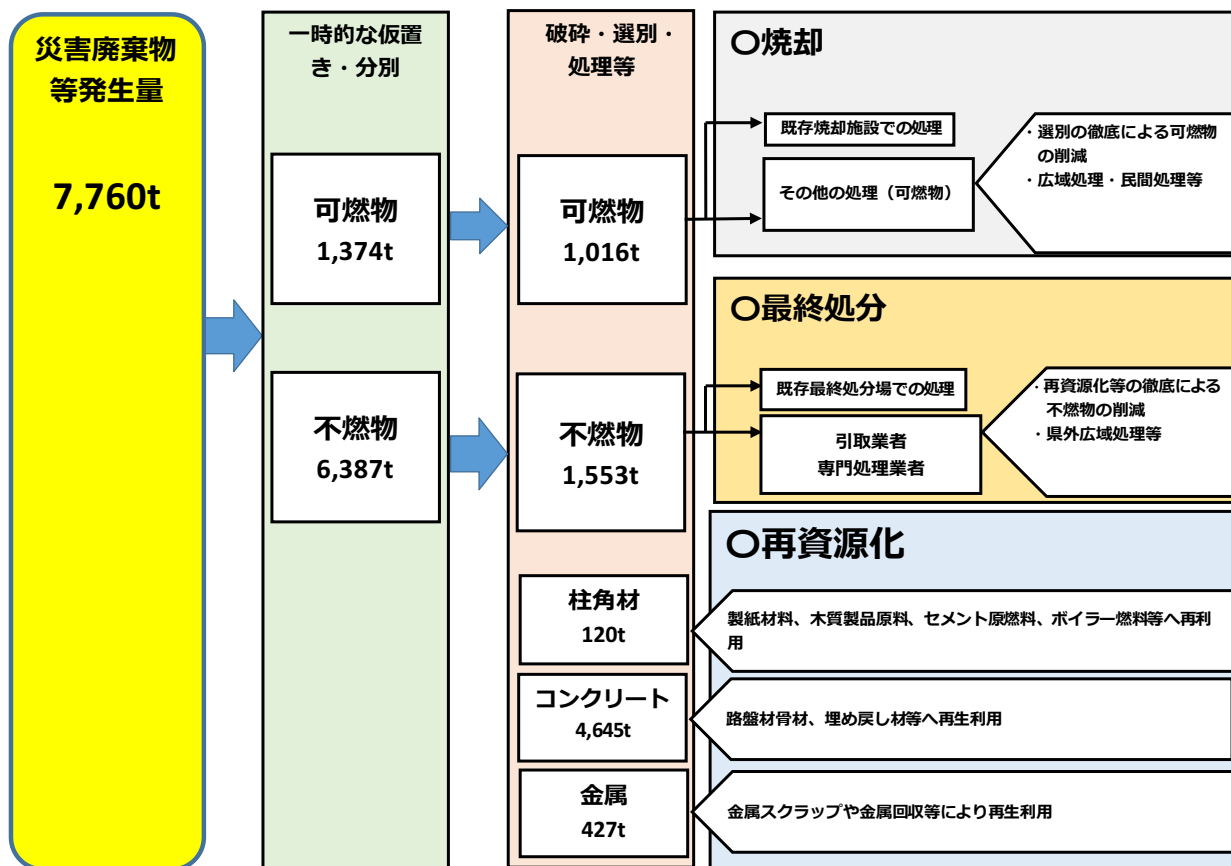 災害廃棄物
等発生量
7,760t
一時的な仮置
き・分別
可燃物
1,374t
不燃物
6,387t
破砕・選別・
処理等
可燃物
1,016t
不燃物
1,553t
柱角材
120t
コンクリート
4,645t
金属
427t
〇焼却
既存焼却施設での処理
その他の処理（可燃物）
・選別の徹底による可燃物
の削減
・広域処理・民間処理等
〇最終処分
既存最終処分場での処理
引取業者
専門処理業者
・再資源化等の徹底による
不燃物の削減
・県外広域処理等
〇再資源化
製紙材料、木質製品原料、セメント原燃料、ボイラー燃料等へ再利
用
路盤材骨材、埋め戻し材等へ再生利用
金属スクラップや金属回収等により再生利用